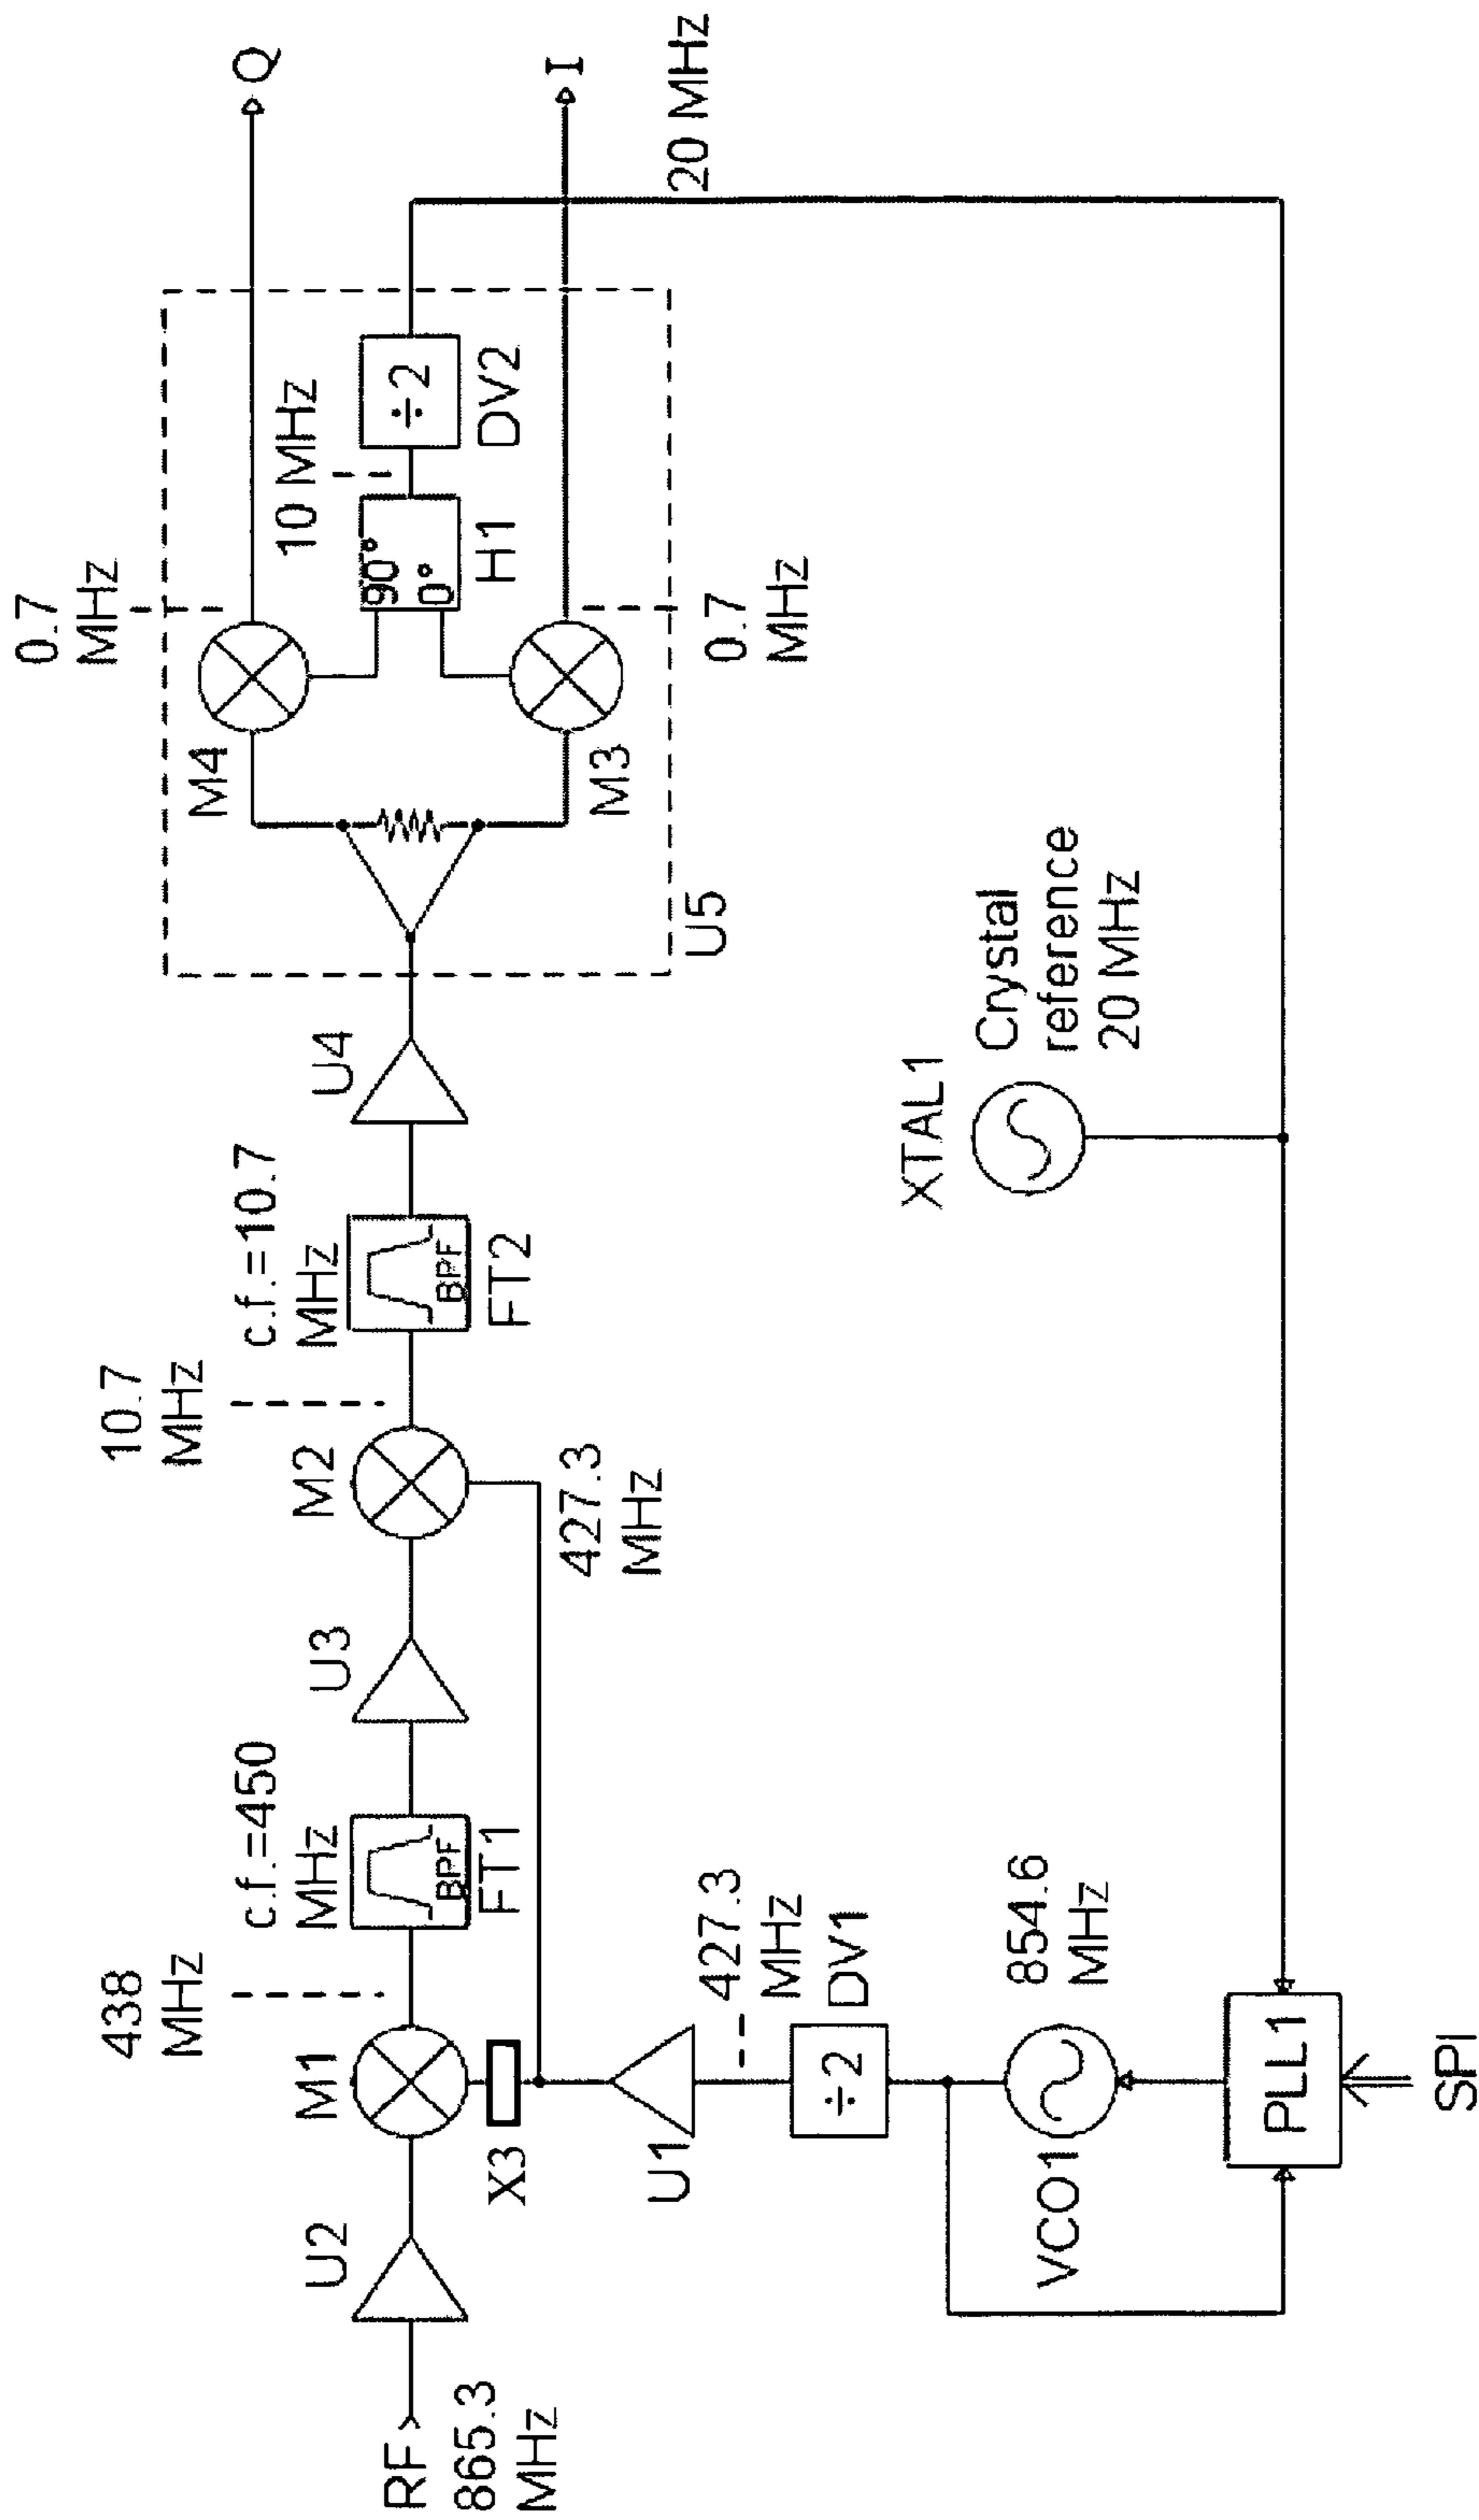 0.7
MHz
Q
M4
10 MHz
90°
0°
÷2
H1
DV2
I
20 MHz
M3
0.7
MHz
U5
U4
c.f.=10.7
MHz
BPF
FT2
10.7
MHz
M2
427.3
MHz
U3
c.f.=450
MHz
BPF
FT1
438
MHz
M1
X3
U2
RF
865.3
MHz
U1
427.3
MHz
÷2
DV1
854.6
MHz
VCO1
PLL1
SPI
XTAL1
Crystal
reference
20 MHz